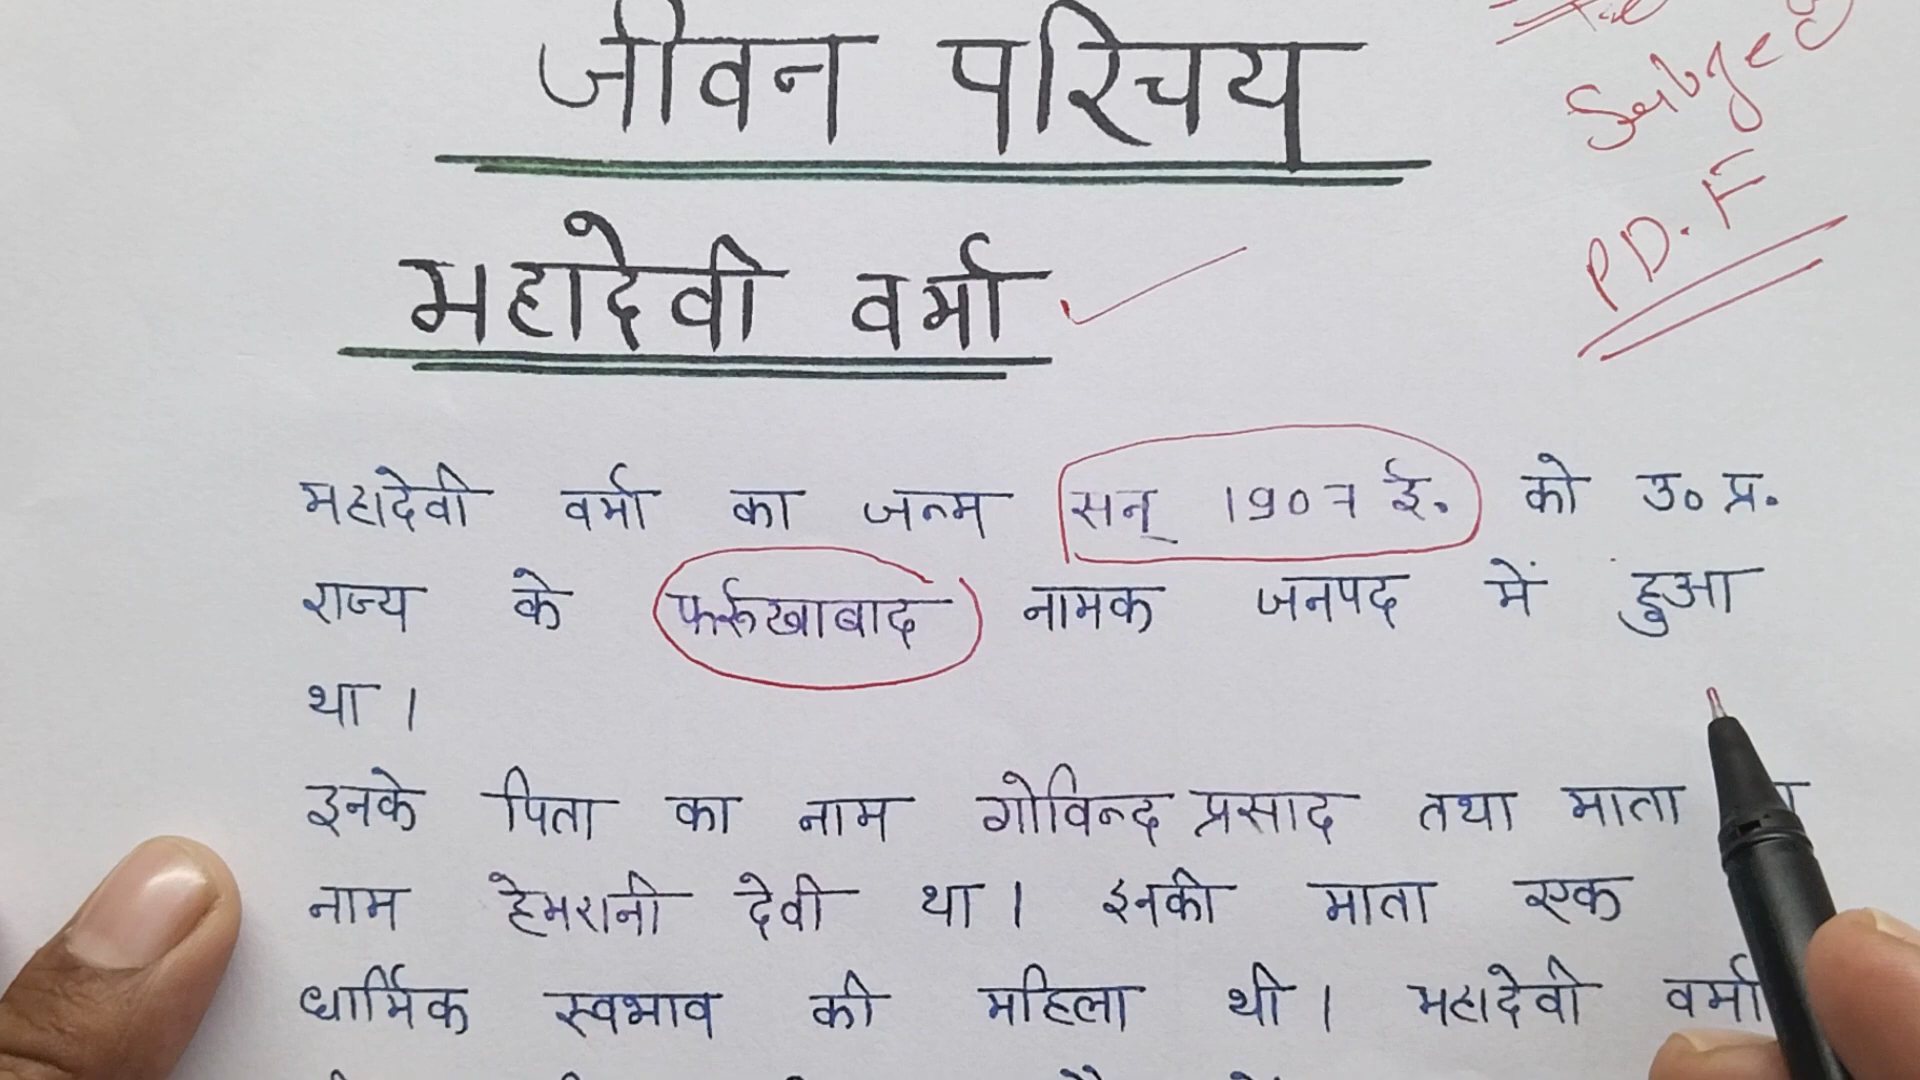 जीवन परिचय
Subject
P.D.F
महादेवी वर्मा
महादेवी वर्मा का जन्म सन् 1907 ई. को उ० प्र.
राज्य के फर्रूखाबाद नामक जनपद में हुआ
था।
इनके पिता का नाम गोविन्द प्रसाद तथा माता
नाम हेमरानी देवी था। इनकी माता एक
धार्मिक स्वभाव की महिला थी। महादेवी वर्मा